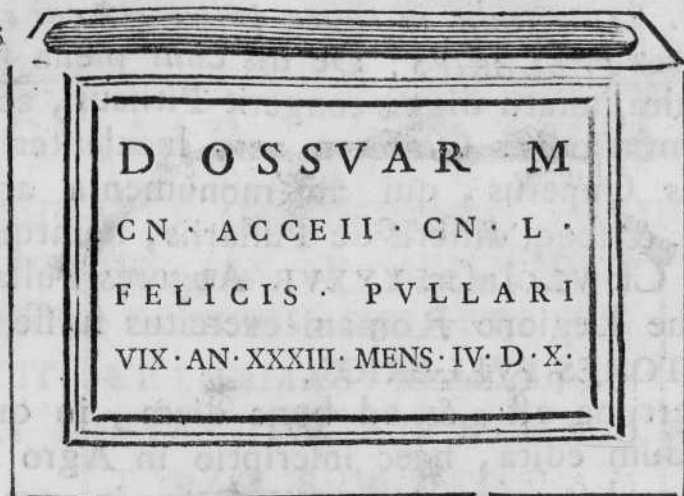 D OSSVAR M
CN · ACCEII CN · L ·
FELICIS · PVLLARI
VIX · AN · XXXIII · MENS · IV · D · X ·